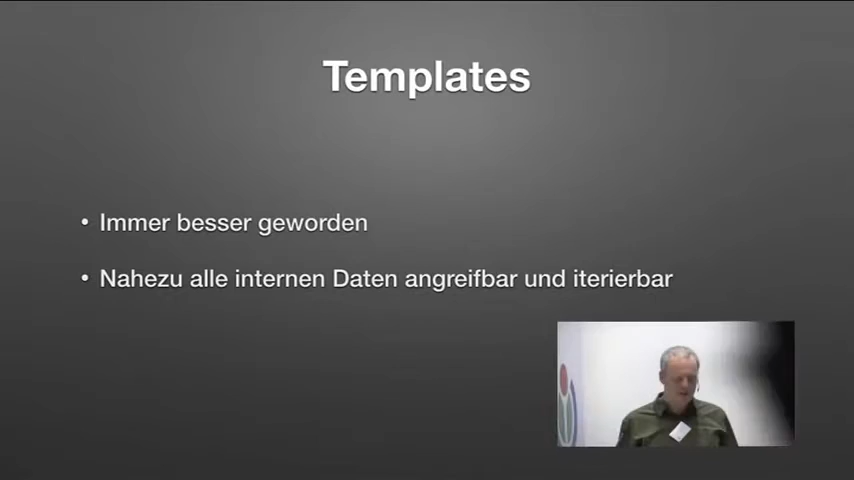 Templates
• Immer besser geworden
• Nahezu alle internen Daten angreifbar und iterierbar